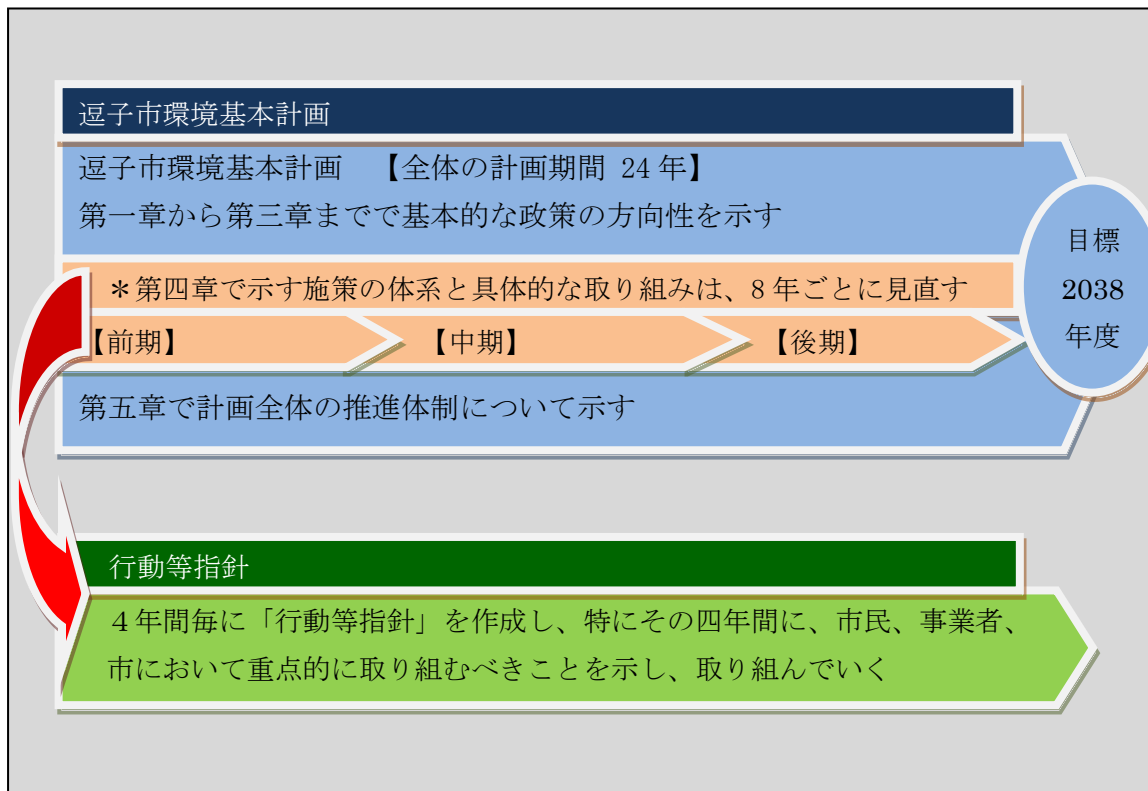 逗子市環境基本計画
逗子市環境基本計画　【全体の計画期間 24 年】
第一章から第三章までで基本的な政策の方向性を示す
＊第四章で示す施策の体系と具体的な取り組みは、8 年ごとに見直す
【前期】
【中期】
【後期】
目標
2038
年度
第五章で計画全体の推進体制について示す
行動等指針
４年間毎に「行動等指針」を作成し、特にその四年間に、市民、事業者、
市において重点的に取り組むべきことを示し、取り組んでいく